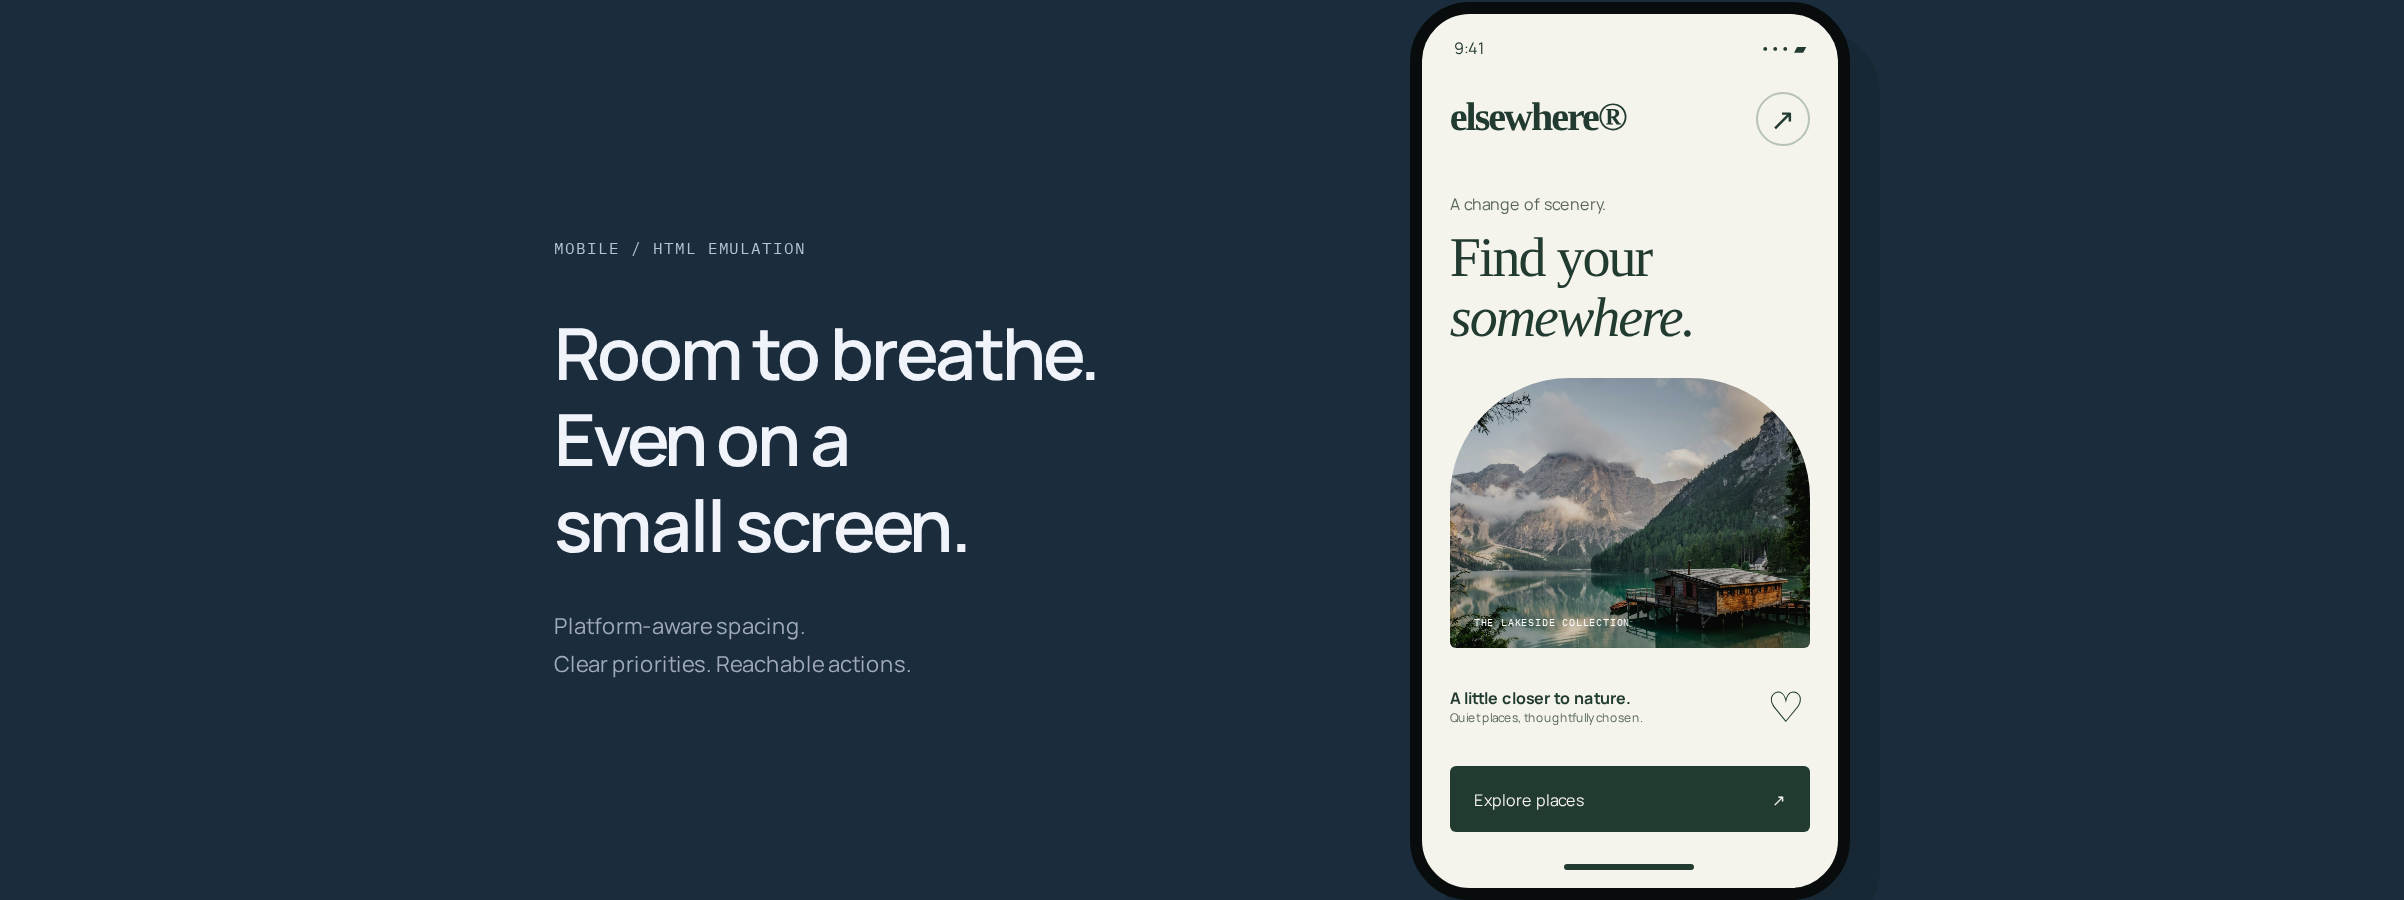 MOBILE / HTML EMULATION
Room to breathe.
Even on a
small screen.
Platform-aware spacing.
Clear priorities. Reachable actions.
9:41
elsewhere®
A change of scenery.
Find your
somewhere.
THE LAKESIDE COLLECTION
A little closer to nature.
Quiet places, thoughtfully chosen.
Explore places